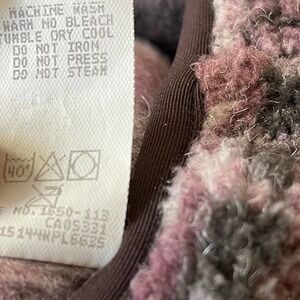 MACHINE WASH
WARM NO BLEACH
TUMBLE DRY COOL
DO NOT IRON
DO NOT PRESS
DO NOT STEAM
40°
NO.1650-113
CA05331
15144WPL6625